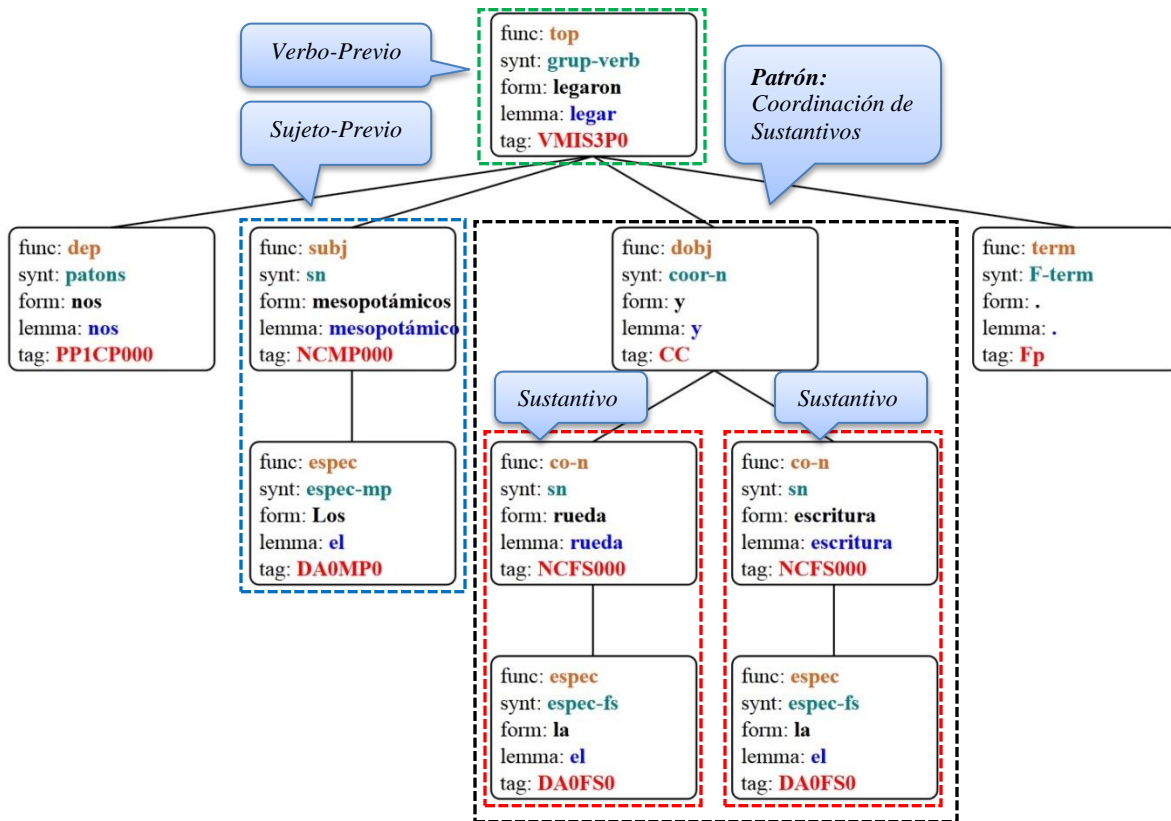 Verbo-Previo
func: top
synt: grup-verb
form: legaron
lemma: legar
tag: VMIS3P0
Patrón:
Coordinación de
Sustantivos
Sujeto-Previo
func: dep
synt: patons
form: nos
lemma: nos
tag: PP1CP000
func: subj
synt: sn
form: mesopotámicos
lemma: mesopotámico
tag: NCMP000
func: dobj
synt: coor-n
form: y
lemma: y
tag: CC
func: term
synt: F-term
form: .
lemma: .
tag: Fp
Sustantivo
Sustantivo
func: espec
synt: espec-mp
form: Los
lemma: el
tag: DA0MP0
func: co-n
synt: sn
form: rueda
lemma: rueda
tag: NCFS000
func: co-n
synt: sn
form: escritura
lemma: escritura
tag: NCFS000
func: espec
synt: espec-fs
form: la
lemma: el
tag: DA0FS0
func: espec
synt: espec-fs
form: la
lemma: el
tag: DA0FS0